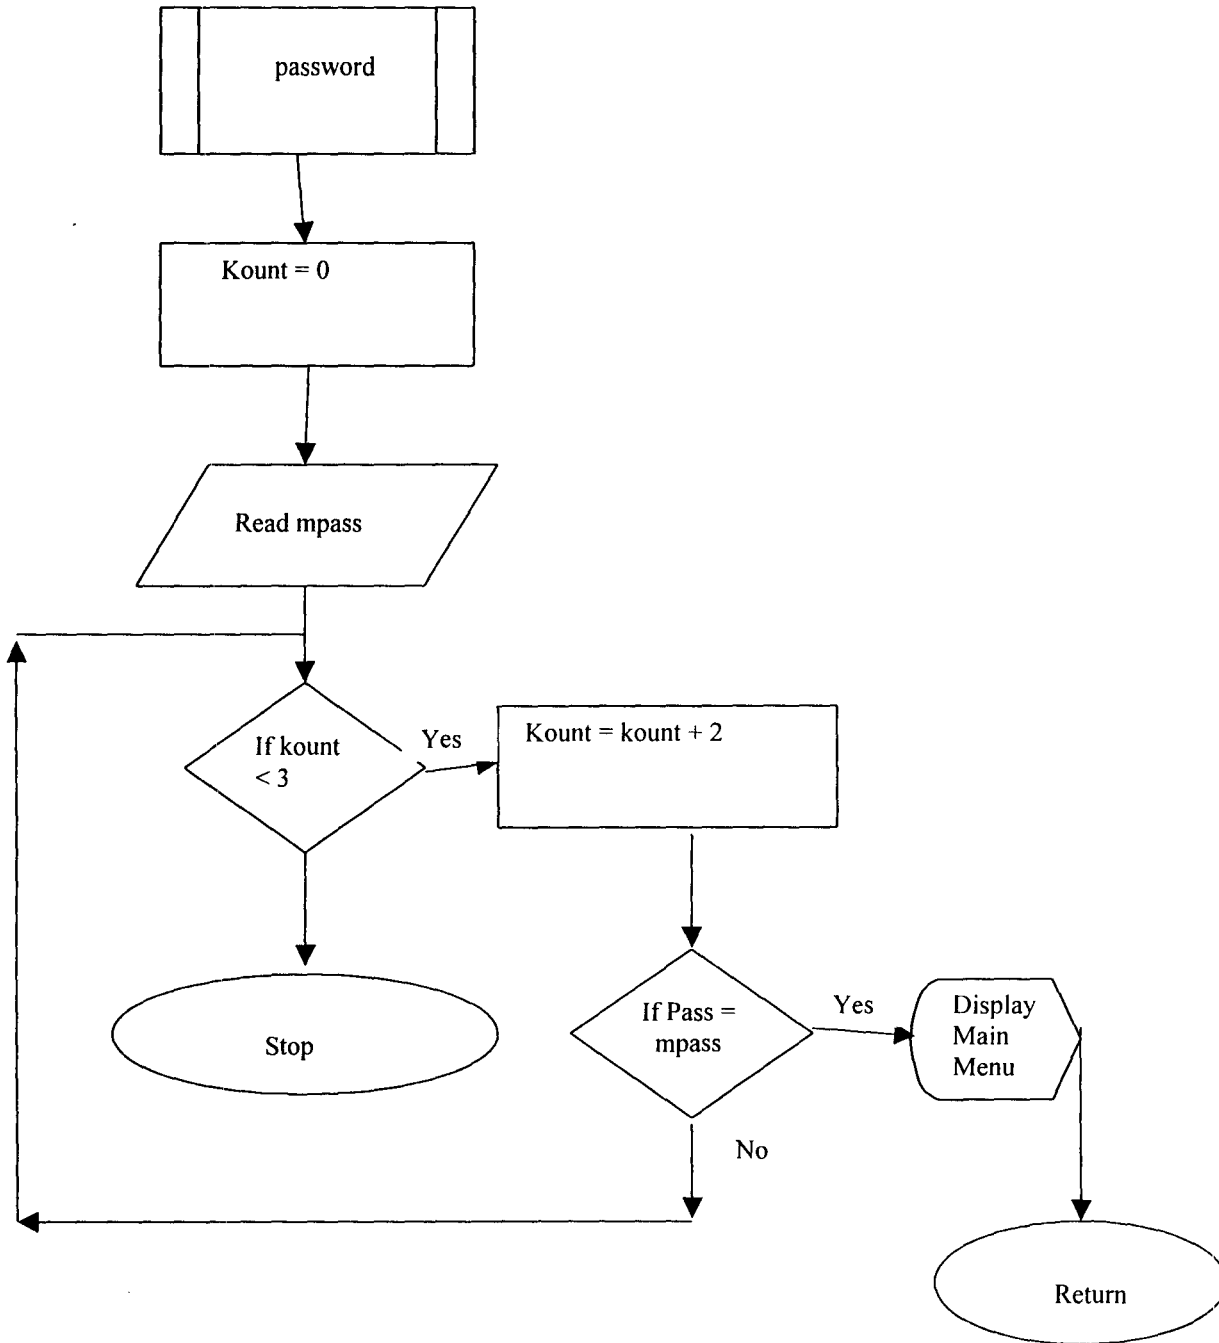 password
Kount = 0
Read mpass
If kount
< 3
Yes
Kount = kount + 2
Stop
If Pass =
mpass
Yes
Display
Main
Menu
No
Return